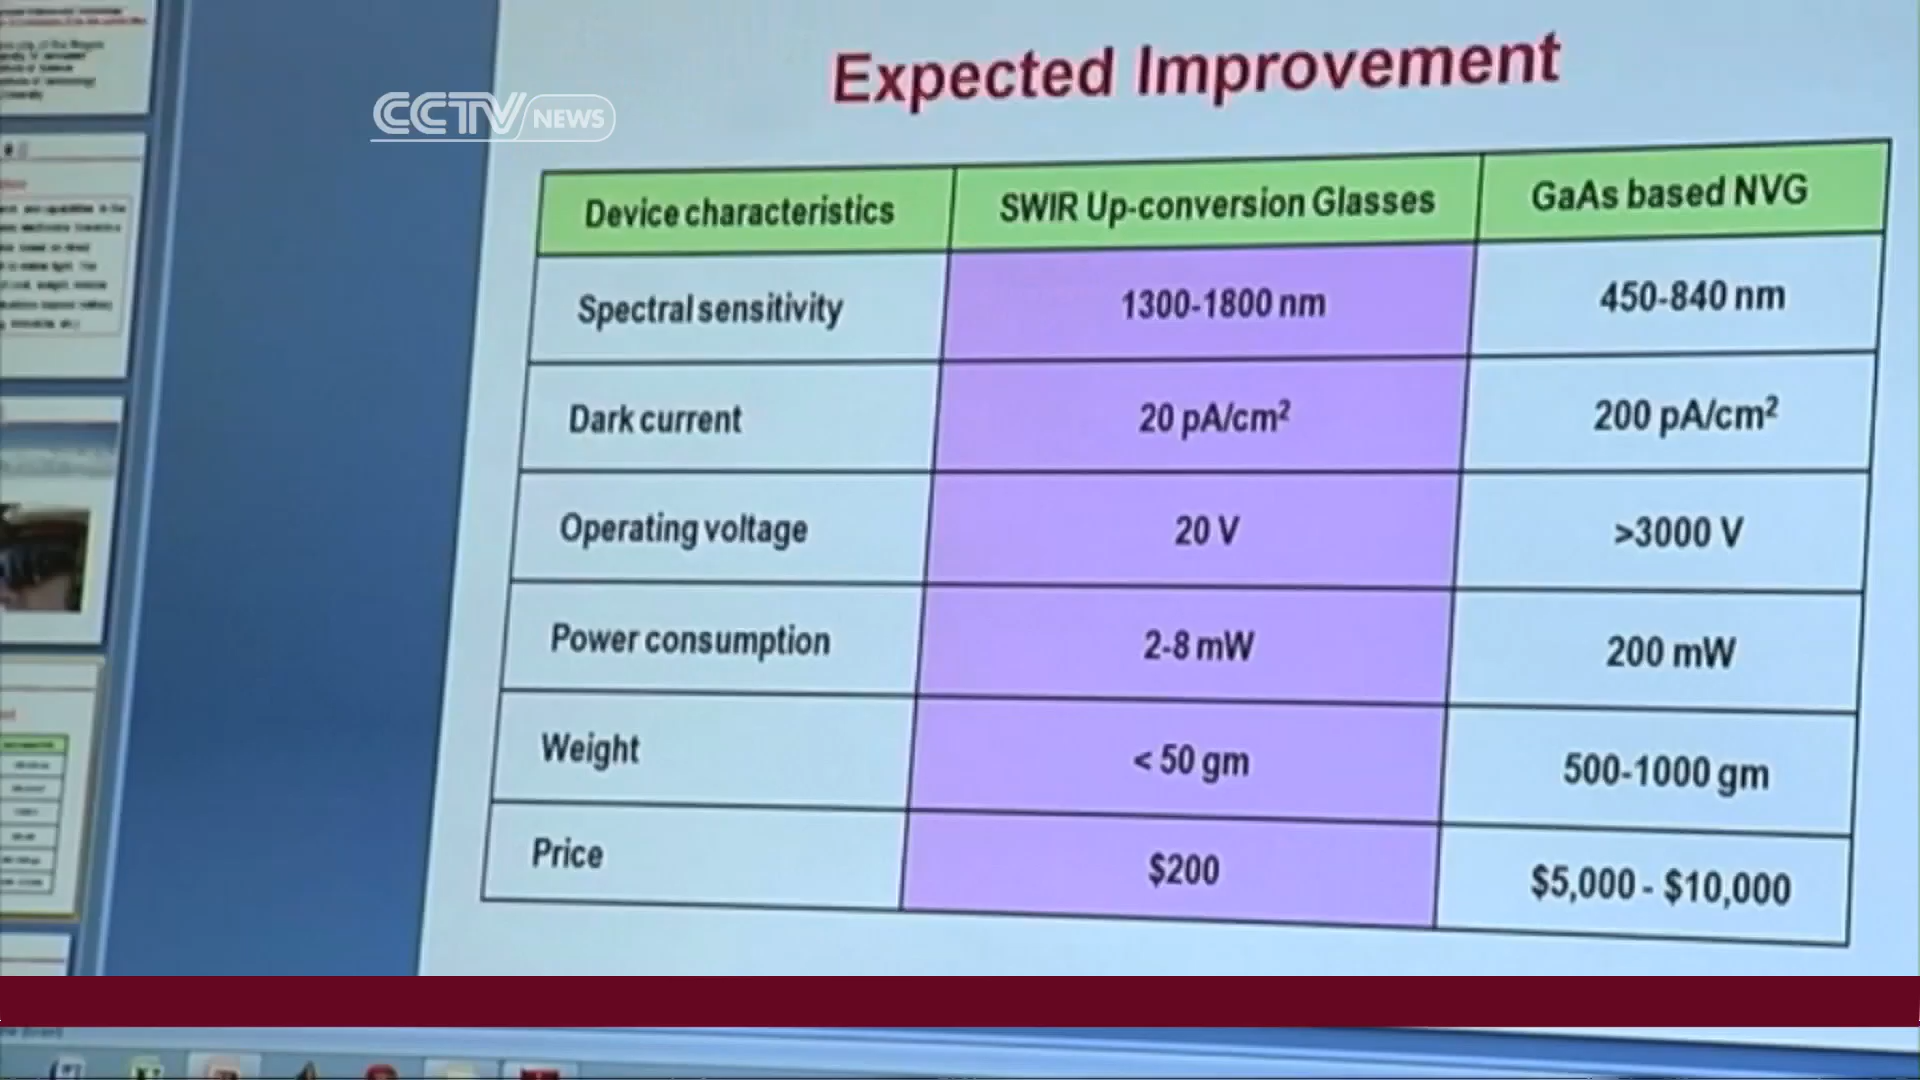 Expected Improvement
CCTV NEWS
Device characteristics SWIR Up-conversion Glasses GaAs based NVG
Spectral sensitivity 1300-1800 nm 450-840 nm
Dark current 20 pA/cm² 200 pA/cm²
Operating voltage 20 V >3000 V
Power consumption 2-8 mW 200 mW
Weight < 50 gm 500-1000 gm
Price $200 $5,000 - $10,000